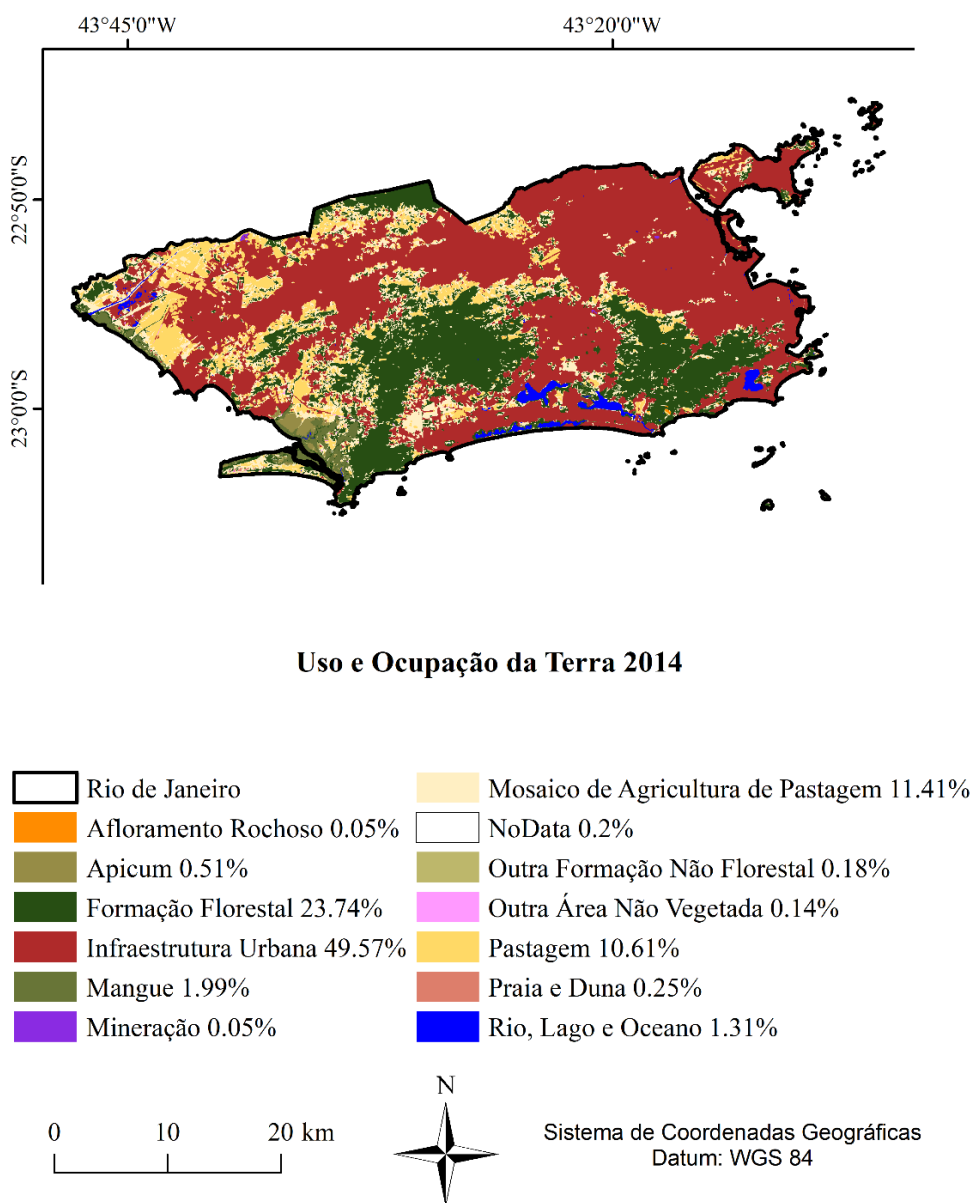 43°45'0"W
43°20'0"W
22°50'0"S
23°0'0"S
Uso e Ocupação da Terra 2014
Rio de Janeiro
Afloramento Rochoso 0.05%
Apicum 0.51%
Formação Florestal 23.74%
Infraestrutura Urbana 49.57%
Mangue 1.99%
Mineração 0.05%
Mosaico de Agricultura de Pastagem 11.41%
NoData 0.2%
Outra Formação Não Florestal 0.18%
Outra Área Não Vegetada 0.14%
Pastagem 10.61%
Praia e Duna 0.25%
Rio, Lago e Oceano 1.31%
0 10 20 km
N
Sistema de Coordenadas Geográficas
Datum: WGS 84